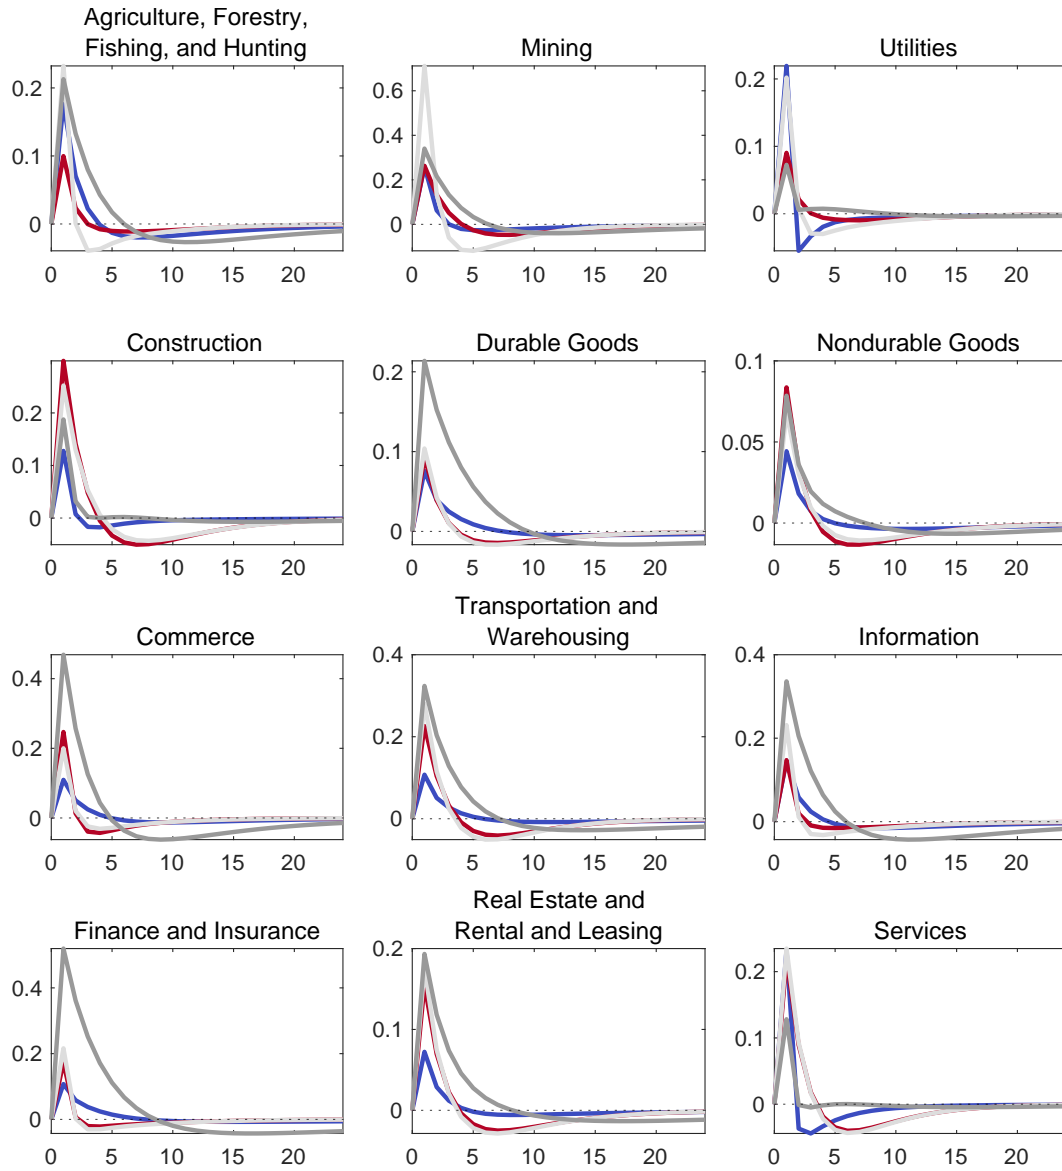 Agriculture, Forestry,
Fishing, and Hunting
Mining
Utilities
0.2
0.1
0
0 5 10 15 20
0.6
0.4
0.2
0
0 5 10 15 20
0.2
0.1
0
0 5 10 15 20
Construction
Durable Goods
Nondurable Goods
0.2
0.1
0
0 5 10 15 20
0.2
0.1
0
0 5 10 15 20
0.1
0.05
0
0 5 10 15 20
Commerce
Transportation and
Warehousing
Information
0.4
0.2
0
0 5 10 15 20
0.4
0.2
0
0 5 10 15 20
0.4
0.2
0
0 5 10 15 20
Finance and Insurance
Real Estate and
Rental and Leasing
Services
0.4
0.2
0
0 5 10 15 20
0.2
0.1
0
0 5 10 15 20
0.2
0.1
0
0 5 10 15 20